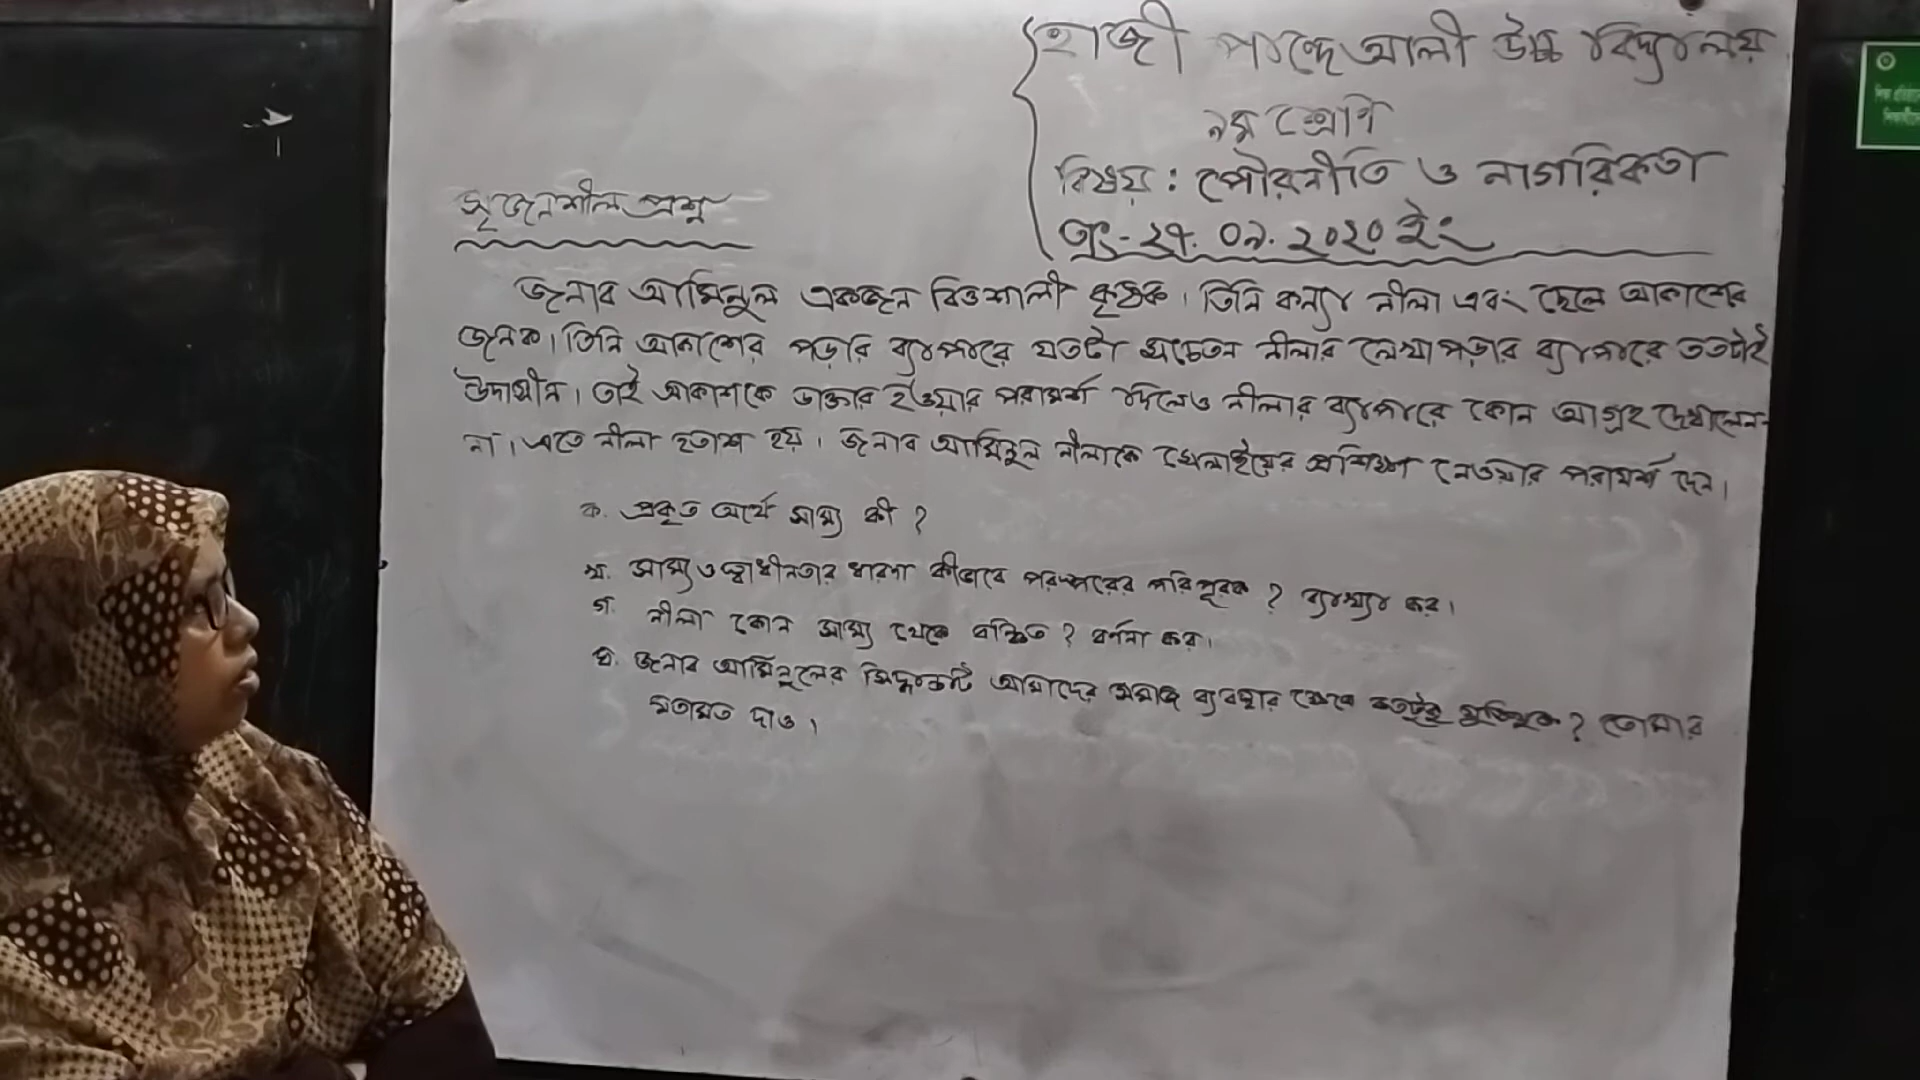 হাজী পান্দেআলী উচ্চ বিদ্যালয়
৯ম শ্রেণি
বিষয়: পৌরনীতি ও নাগরিকতা
তাং-২৭. ০৯. ২০২০ ইং
সৃজনশীল প্রশ্ন
জনাব আমিনুল একজন বিত্তশালী কৃষক। তিনি কন্যা নীলা এবং ছেলে আকাশের
জনক। তিনি আকাশের পড়ার ব্যাপারে যতটা সচেতন নীলার লেখাপড়ার ব্যাপারে ততটাই
উদাসীন। তাই আকাশকে ডাক্তার হওয়ার পরামর্শ দিলেও নীলার ব্যাপারে কোন আগ্রহ দেখালেন
না। এতে নীলা হতাশ হয়। জনাব আমিনুল নীলাকে সেলাইয়ের প্রশিক্ষণ নেওয়ার পরামর্শ দেন।
ক. প্রকৃত অর্থে সাম্য কী?
খ. সাম্য ও স্বাধীনতার ধারণা কীভাবে পরস্পরের পরিপূরক? ব্যাখ্যা কর।
গ. নীলা কোন সাম্য থেকে বঞ্চিত? বর্ণনা কর।
ঘ. জনাব আমিনুলের সিদ্ধান্তটি আমাদের সমাজ ব্যবস্থার ক্ষেত্রে কতটুকু যুক্তিযুক্ত? তোমার
মতামত দাও।